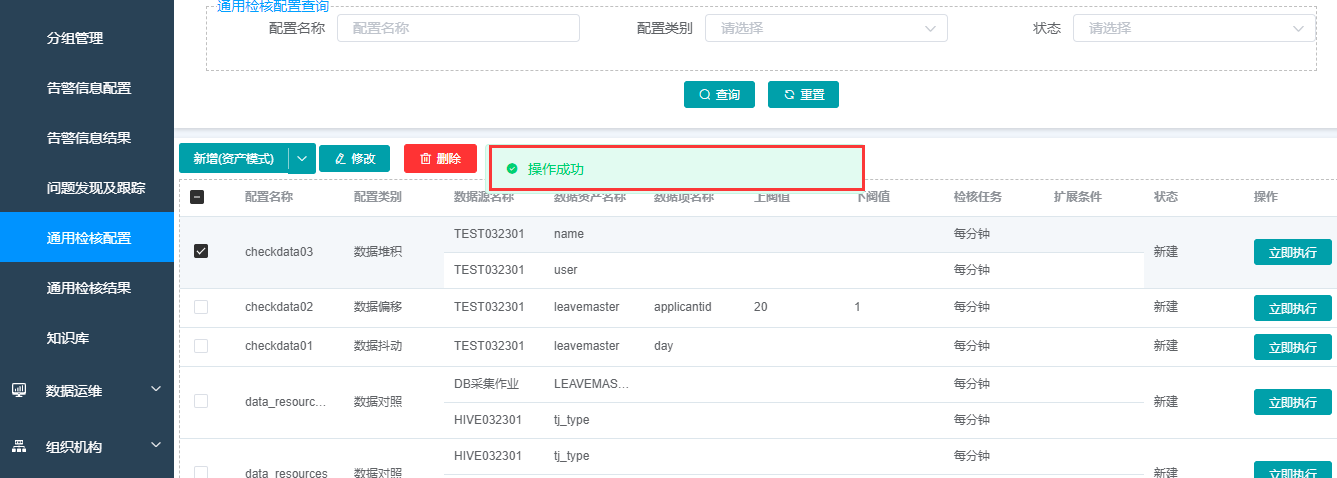 通用检核配置查询
配置名称 配置名称 配置类别 请选择 状态 请选择
查询 重置
分组管理
告警信息配置
告警信息结果
问题发现及跟踪
通用检核配置
通用检核结果
知识库
数据运维
组织机构
新增(资产模式) 修改 删除
操作成功
配置名称 配置类别 数据源名称 数据资产名称 数据项名称 上阀值 下阀值 检核任务 扩展条件 状态 操作
checkdata03 数据堆积 TEST032301 name 每分钟 新建 立即执行
TEST032301 user 每分钟
checkdata02 数据偏移 TEST032301 leavemaster applicantid 20 1 每分钟 新建 立即执行
checkdata01 数据抖动 TEST032301 leavemaster day 每分钟 新建 立即执行
data_resourc... 数据对照 DB采集作业 LEAVEMAS... 每分钟 新建 立即执行
HIVE032301 tj_type 每分钟
HIVE032301 tj_type 每分钟
data_resources 数据对照 新建 立即执行